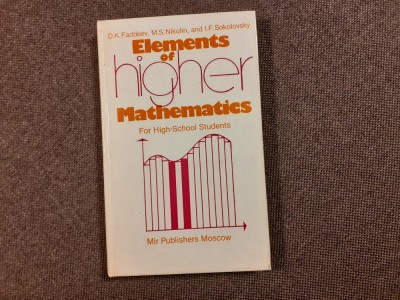 D.K. Faddeev, M.S. Nikulin, and I.F. Sokolovsky
Elements
of
higher
Mathematics
For High-School Students
Mir Publishers Moscow